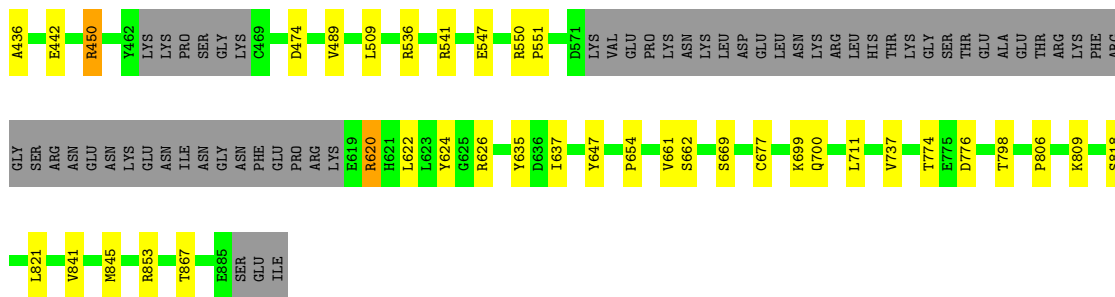 A436 E442 R450 Y462 LYS LYS PRO SER GLY LYS C469 D474 V489 L509 R536 R541 E547 R550 P551 D571 LYS VAL GLU PRO LYS ASN LYS LEU ASP GLU LEU ASN LYS ARG LEU HIS THR LYS GLY SER THR GLU ALA GLU THR ARG LYS PHE ARG
GLY SER ARG ASN GLU ASN LYS GLU ASN ILE ASN GLY ASN PHE GLU PRO ARG LYS E619 R620 H621 L622 L623 Y624 G625 R626 Y635 D636 I637 Y647 P654 V661 S662 S669 C677 K699 Q700 L711 V737 T774 E775 D776 T798 P806 K809 S818
L821 V841 M845 R853 T867 E885 SER GLU ILE